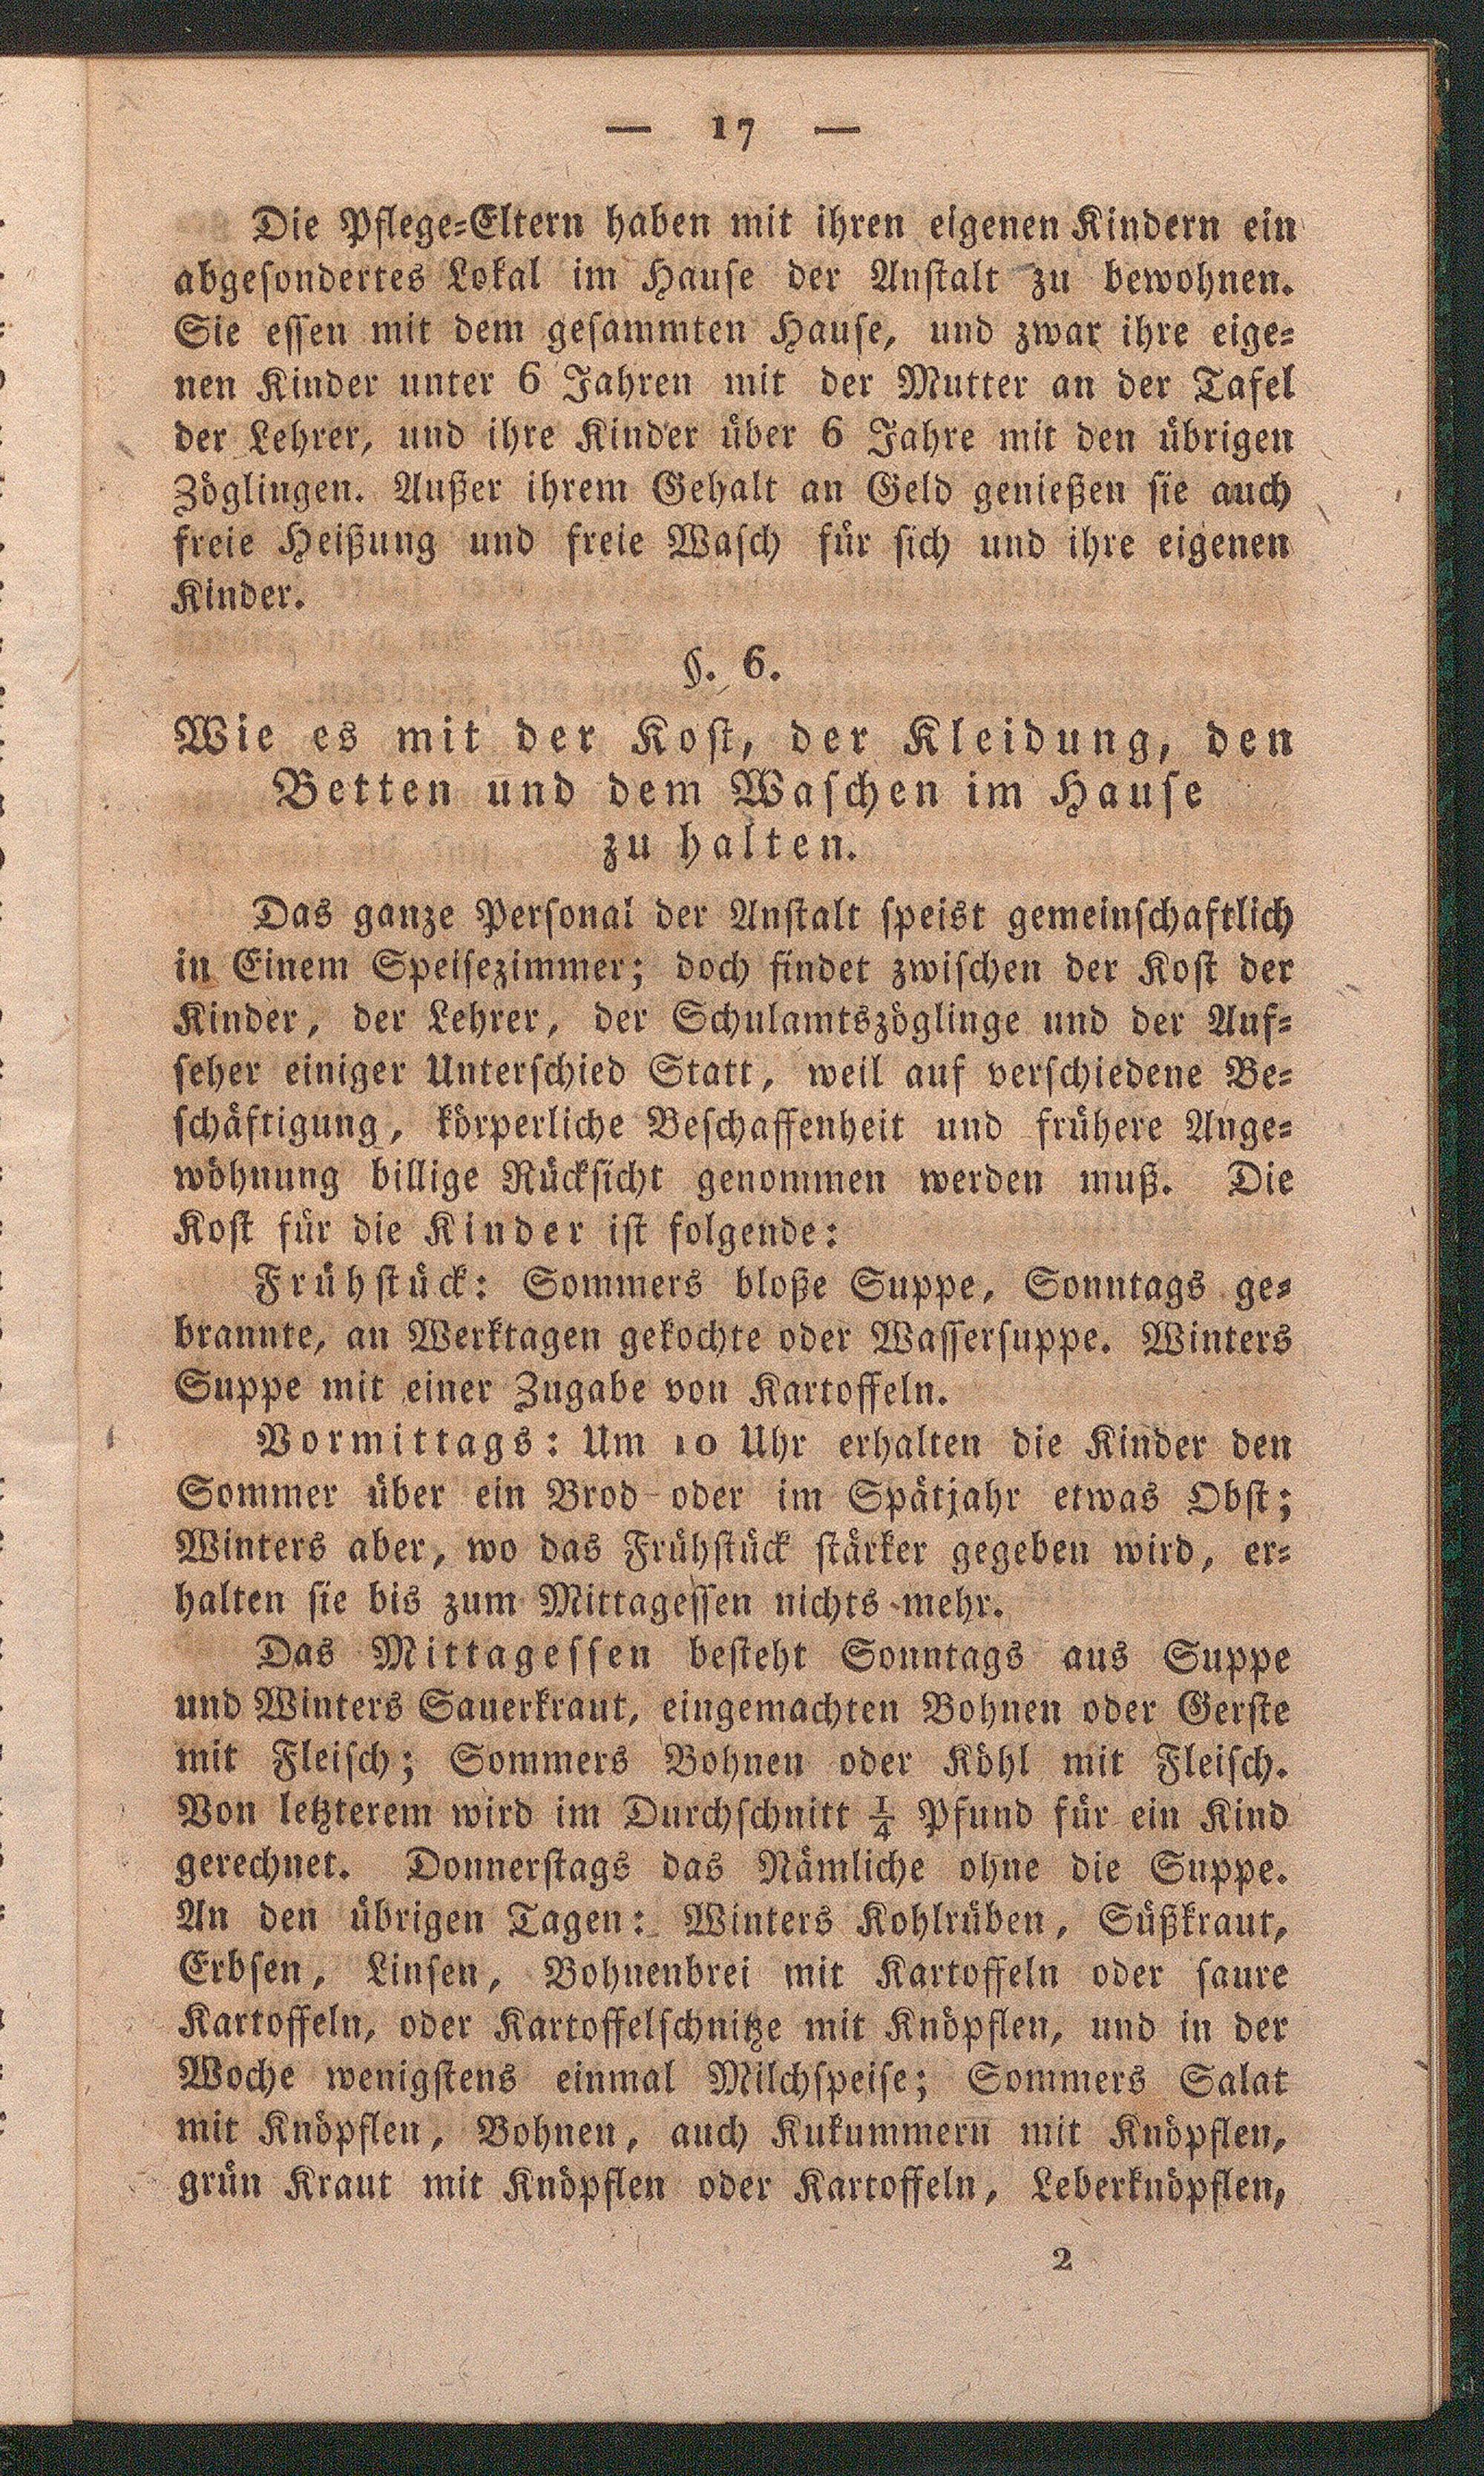 — 17 —
Die Pflege=Eltern haben mit ihren eigenen Kindern ein
abgesondertes Lokal im Hause der Anstalt zu bewohnen.
Sie essen mit dem gesammten Hause, und zwar ihre eige=
nen Kinder unter 6 Jahren mit der Mutter an der Tafel
der Lehrer, und ihre Kinder über 6 Jahre mit den übrigen
Zöglingen. Außer ihrem Gehalt an Geld genießen sie auch
freie Heißung und freie Wasch für sich und ihre eigenen
Kinder.
§. 6.
Wie es mit der Kost, der Kleidung, den
Betten und dem Waschen im Hause
zu halten.
Das ganze Personal der Anstalt speist gemeinschaftlich
in Einem Speisezimmer; doch findet zwischen der Kost der
Kinder, der Lehrer, der Schulamtszöglinge und der Auf=
seher einiger Unterschied Statt, weil auf verschiedene Be=
schäftigung, körperliche Beschaffenheit und frühere Ange=
wöhnung billige Rücksicht genommen werden muß. Die
Kost für die Kinder ist folgende:
Frühstück: Sommers bloße Suppe, Sonntags ge=
brannte, an Werktagen gekochte oder Wassersuppe. Winters
Suppe mit einer Zugabe von Kartoffeln.
Vormittags: Um 10 Uhr erhalten die Kinder den
Sommer über ein Brod oder im Spätjahr etwas Obst;
Winters aber, wo das Frühstück stärker gegeben wird, er=
halten sie bis zum Mittagessen nichts mehr.
Das Mittagessen besteht Sonntags aus Suppe
und Winters Sauerkraut, eingemachten Bohnen oder Gerste
mit Fleisch; Sommers Bohnen oder Köhl mit Fleisch.
Von letzterem wird im Durchschnitt ¼ Pfund für ein Kind
gerechnet. Donnerstags das Nämliche ohne die Suppe.
An den übrigen Tagen: Winters Kohlrüben, Süßkraut,
Erbsen, Linsen, Bohnenbrei mit Kartoffeln oder saure
Kartoffeln, oder Kartoffelschnitze mit Knöpflen, und in der
Woche wenigstens einmal Milchspeise; Sommers Salat
mit Knöpflen, Bohnen, auch Kukummern mit Knöpflen,
grün Kraut mit Knöpflen oder Kartoffeln, Leberknöpflen,
2